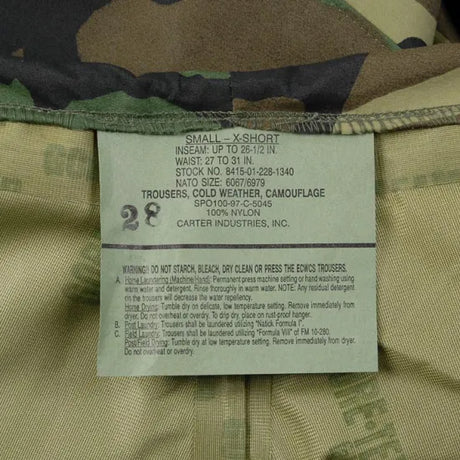 SMALL - X-SHORT
INSEAM: UP TO 26-1/2 IN.
WAIST: 27 TO 31 IN.
STOCK NO. 8415-01-228-1340
NATO SIZE: 6067/6979
TROUSERS, COLD WEATHER, CAMOUFLAGE
SPO100-97-C-5045
28
100% NYLON
CARTER INDUSTRIES, INC.
WARNING! DO NOT STARCH, BLEACH, DRY CLEAN OR PRESS THE ECWCS TROUSERS.
A. Home Laundering (Machine/Hand): Permanent press machine setting or hand washing using
warm water and detergent. Rinse thoroughly in warm/cold water. NOTE: Any residual detergent
on the trousers will decrease the water repellency.
Home Drying: Tumble dry on delicate, low temperature setting. Remove immediately from
dryer. Do not overheat or overdry. To drip dry, place on rust-proof hanger.
B. Post Laundry: Trousers shall be laundered utilizing "Natick Formula I".
C. Field Laundry: Trousers shall be laundered utilizing "Formula VIII" of FM 10-280.
Post/Field Drying: Tumble dry at low temperature setting. Remove immediately from dryer.
Do not overheat or overdry.